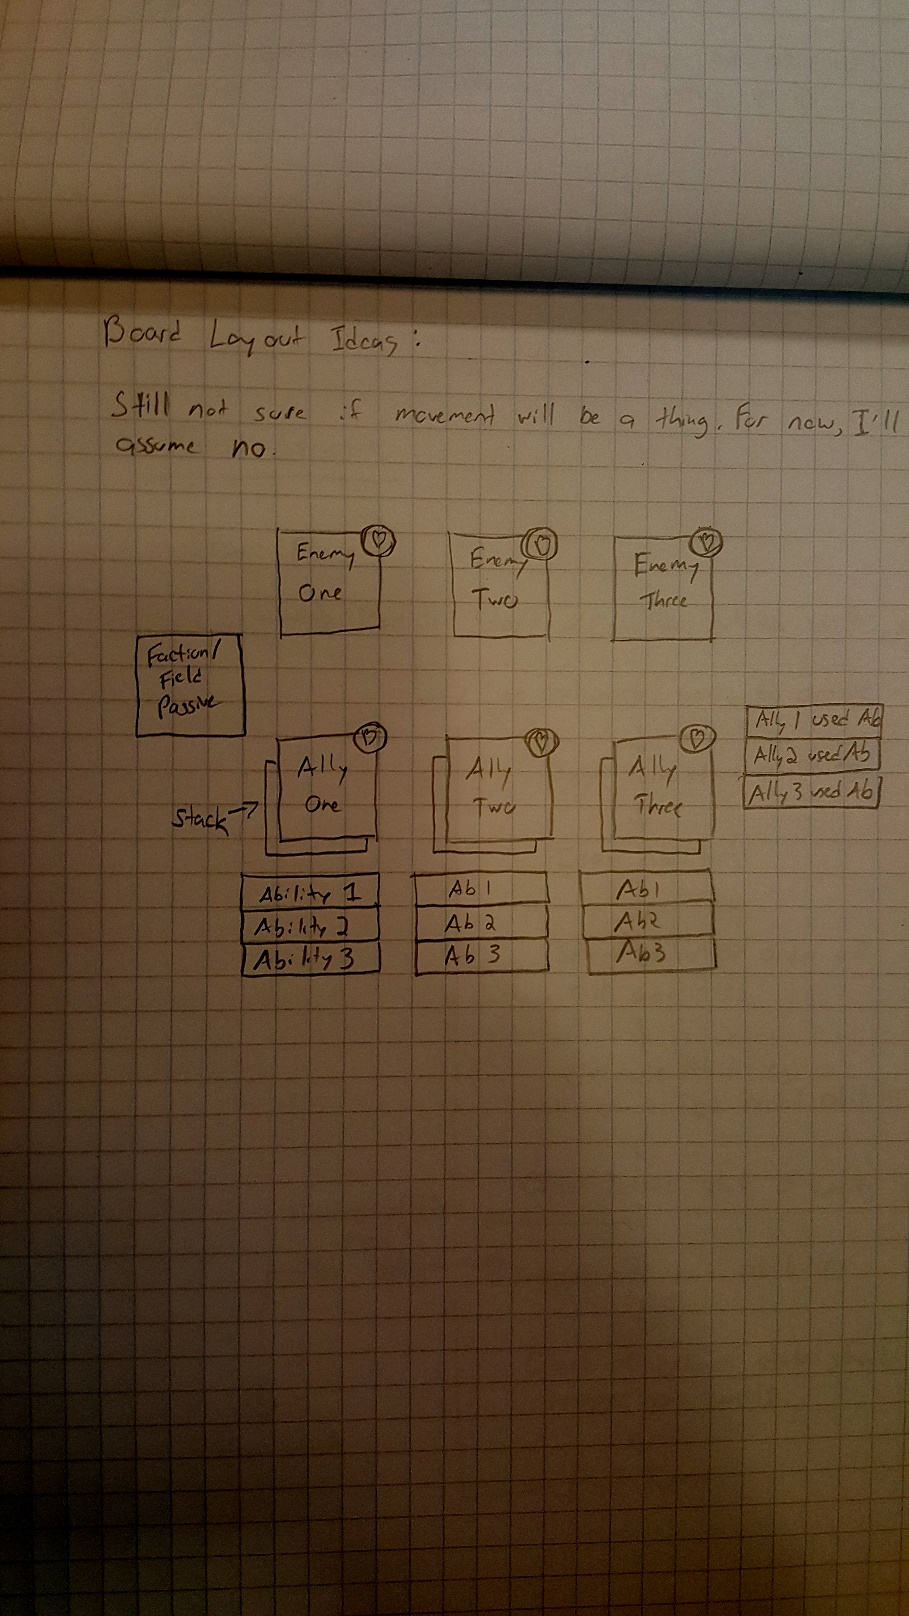 Board Layout Ideas:
Still not sure if movement will be a thing. For now, I'll
assume no.
Enemy
One
Enemy
Two
Enemy
Three
Faction/
Field
Passive
Ally
One
Ally
Two
Ally
Three
Stack
Ally 1 used Ab
Ally 2 used Ab
Ally 3 used Ab
Ability 1
Ability 2
Ability 3
Ab 1
Ab 2
Ab 3
Ab1
Ab2
Ab3